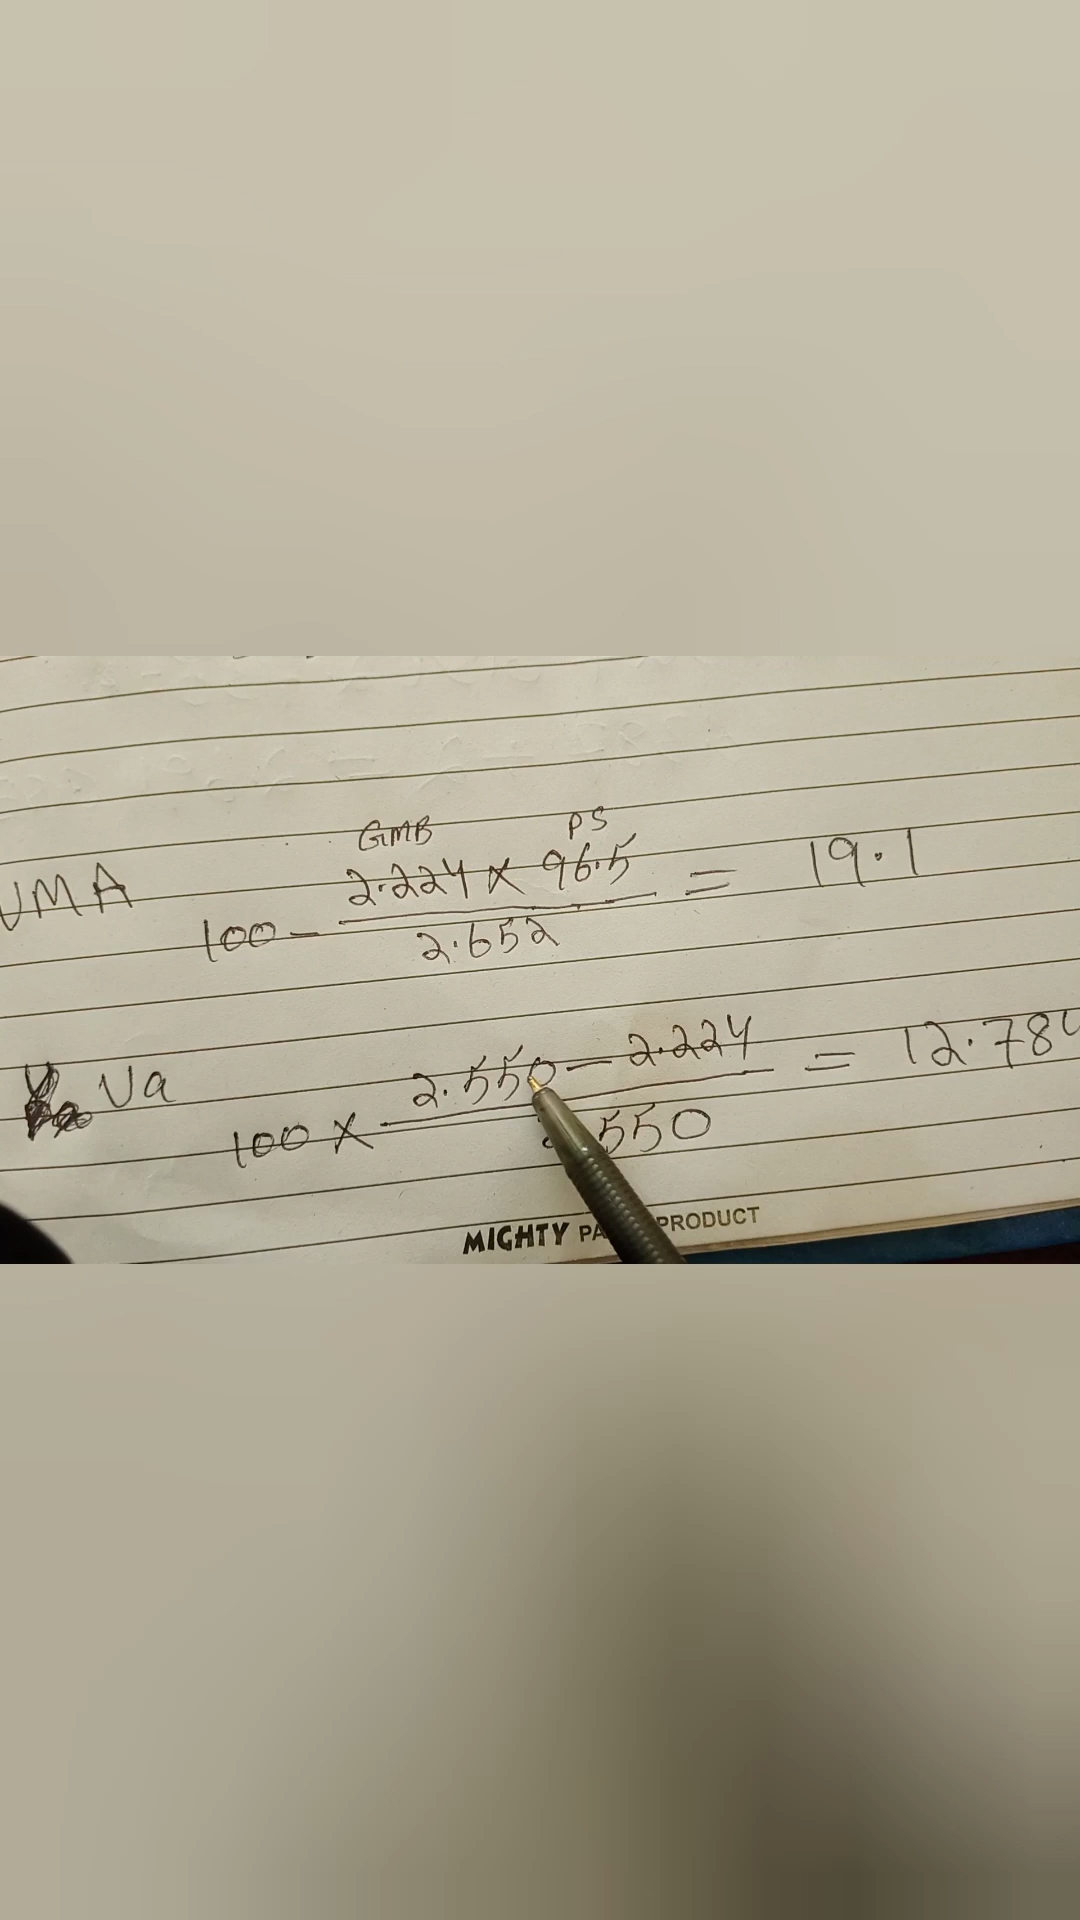 GMB PS
VMA 100 - 2.224 x 96.5 = 19.1
2.652
Va 100 x 2.550 - 2.224 = 12.784
550
MIGHTY PRODUCT